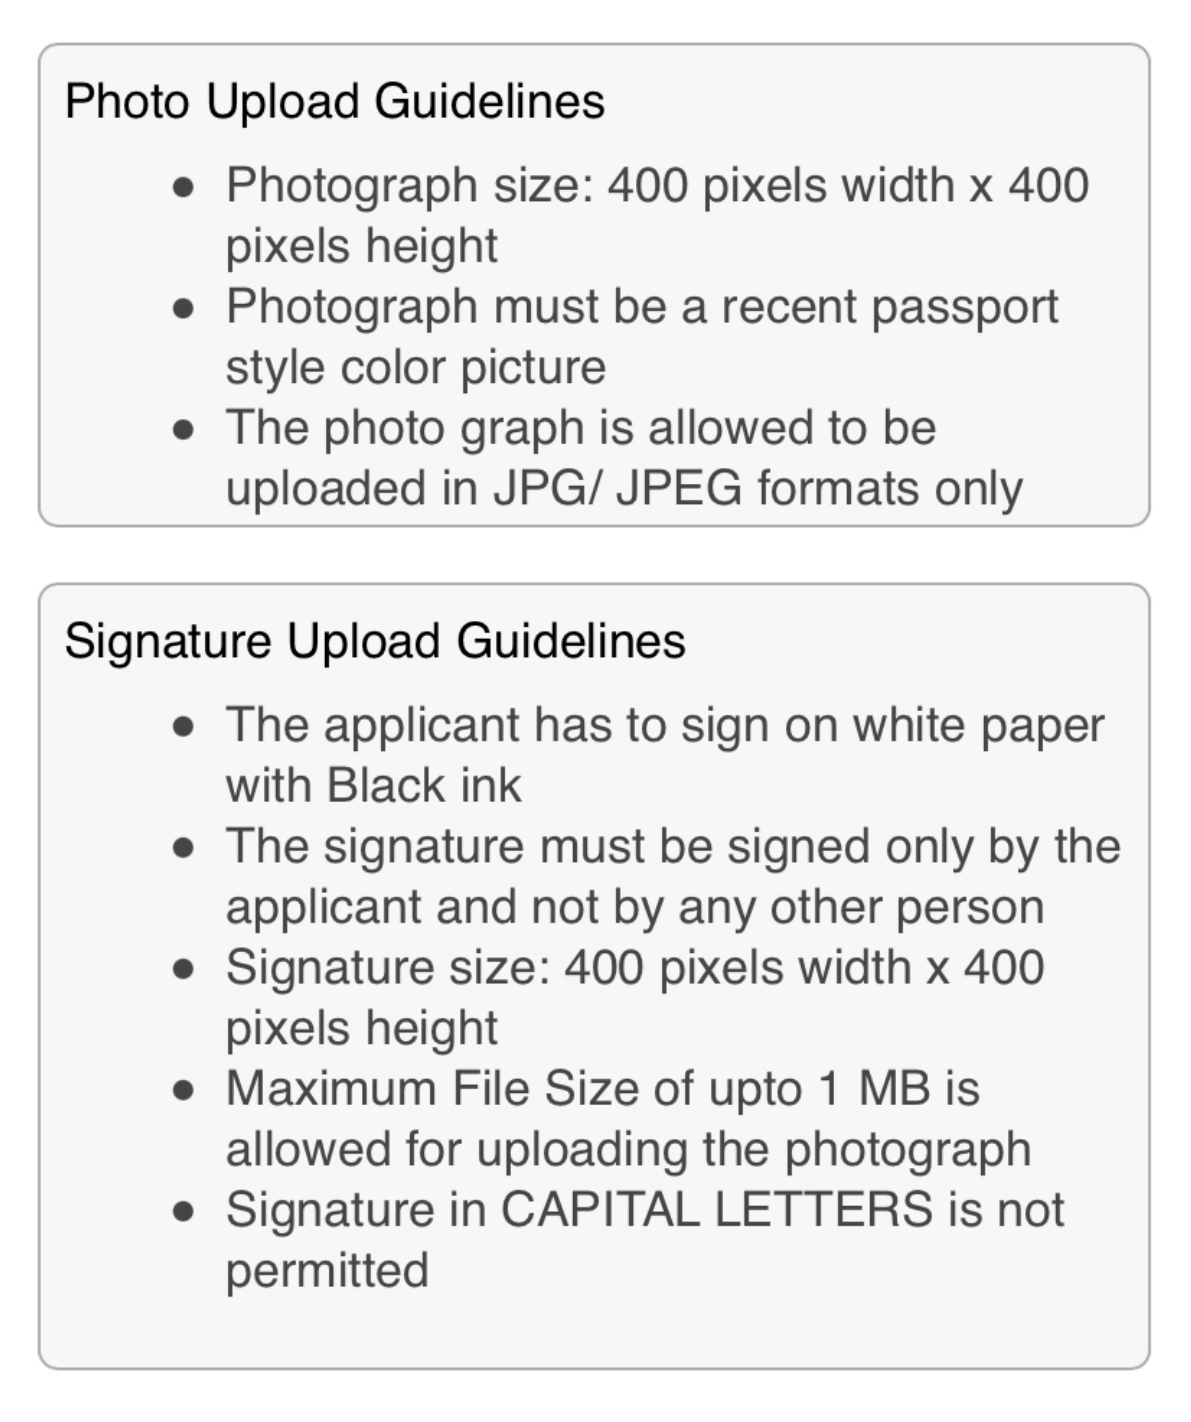 Photo Upload Guidelines
● Photograph size: 400 pixels width x 400
pixels height
● Photograph must be a recent passport
style color picture
● The photo graph is allowed to be
uploaded in JPG/ JPEG formats only
Signature Upload Guidelines
● The applicant has to sign on white paper
with Black ink
● The signature must be signed only by the
applicant and not by any other person
● Signature size: 400 pixels width x 400
pixels height
● Maximum File Size of upto 1 MB is
allowed for uploading the photograph
● Signature in CAPITAL LETTERS is not
permitted